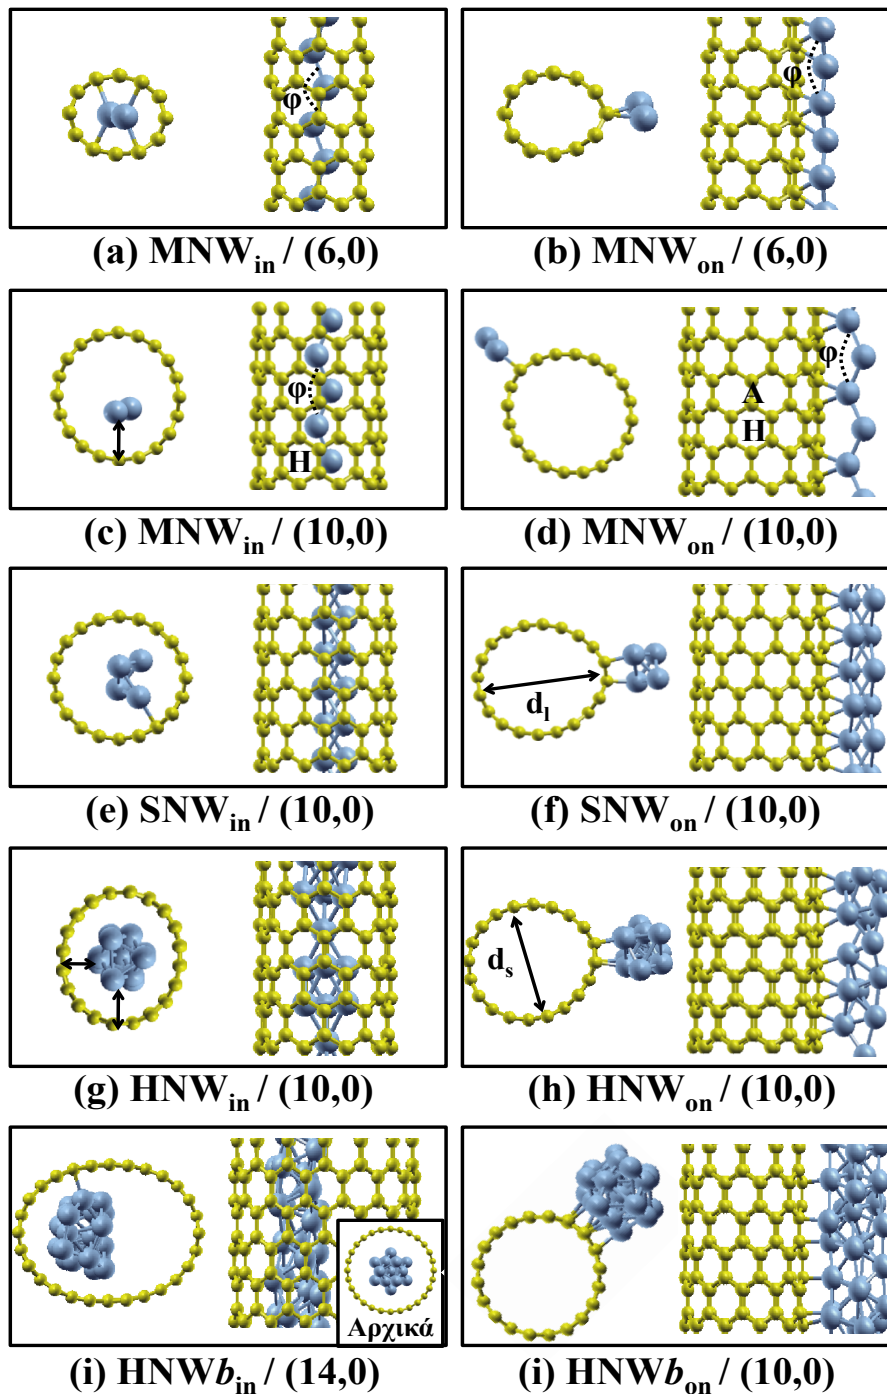 φ
φ
(a) MNWin / (6,0)
(b) MNWon / (6,0)
φ
H
φ
A
H
(c) MNWin / (10,0)
(d) MNWon / (10,0)
dl
(e) SNWin / (10,0)
(f) SNWon / (10,0)
ds
(g) HNWin / (10,0)
(h) HNWon / (10,0)
Αρχικά
(i) HNWbin / (14,0)
(i) HNWbon / (10,0)